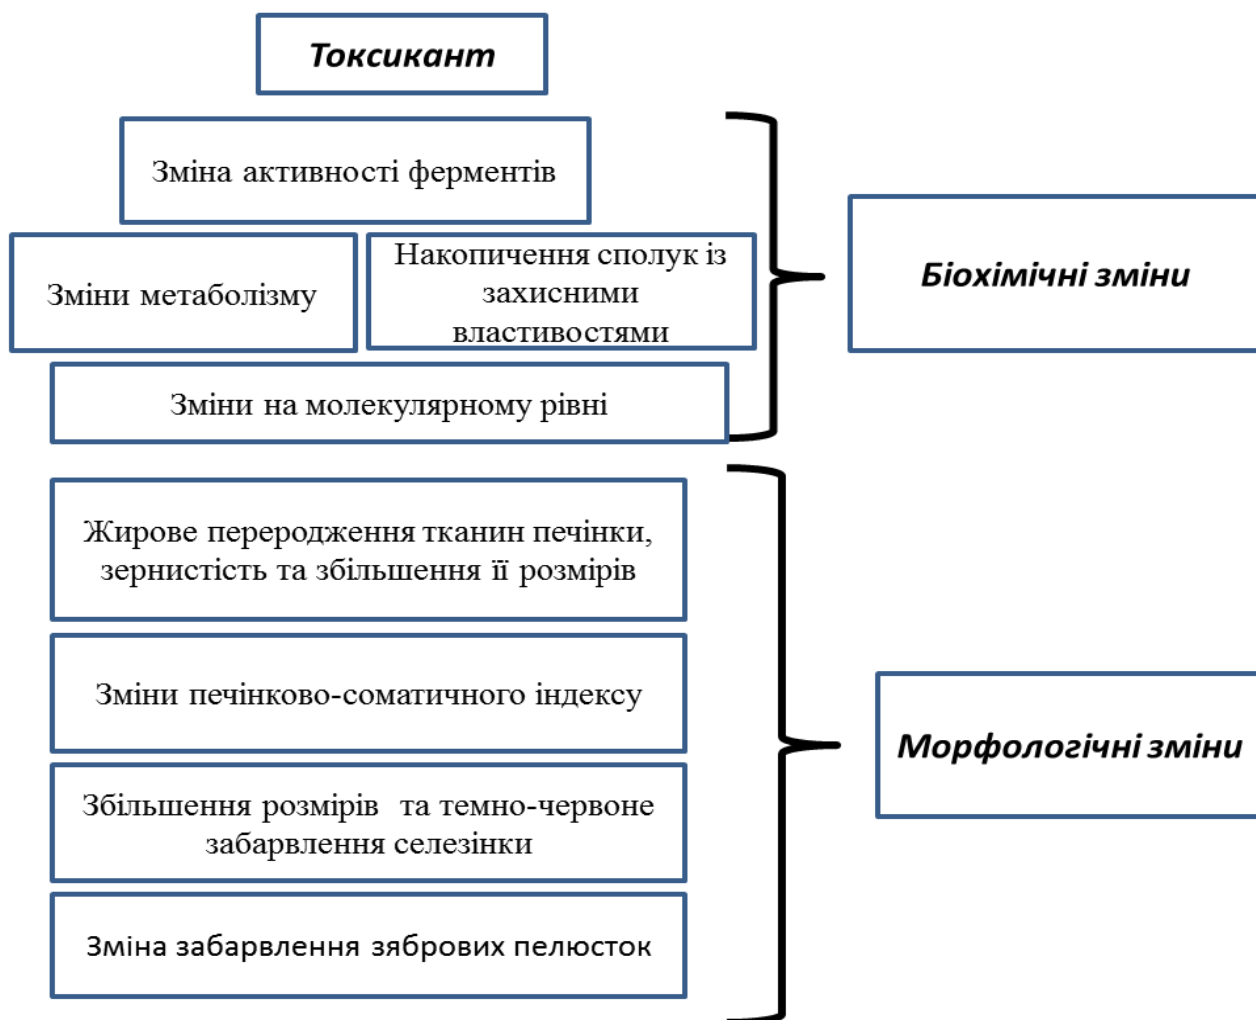 Токсикант
Зміна активності ферментів
Зміни метаболізму
Накопичення сполук із
захисними
властивостями
Зміни на молекулярному рівні
Біохімічні зміни
Жирове переродження тканин печінки,
зернистість та збільшення її розмірів
Зміни печінково-соматичного індексу
Збільшення розмірів та темно-червоне
забарвлення селезінки
Зміна забарвлення зябрових пелюсток
Морфологічні зміни